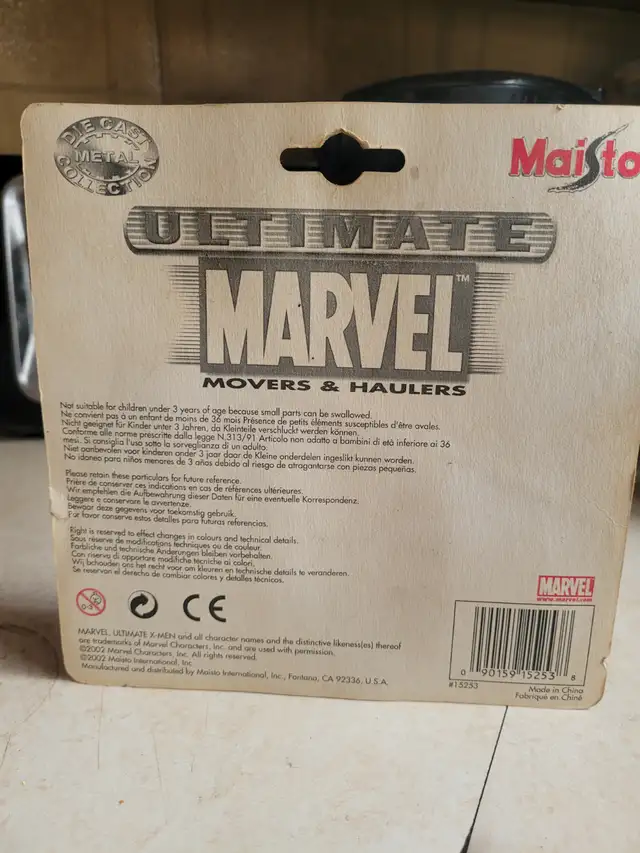 DIE CAST
METAL
COLLECTION
Maisto
ULTIMATE
MARVEL™
MOVERS & HAULERS
Not suitable for children under 3 years of age because small parts can be swallowed.
Ne convient pas à un enfant de moins de 36 mois Présence de petits éléments susceptibles d'être avales.
Nicht geeignet für Kinder unter 3 Jahren, da Kleinteile verschluckt werden können.
Conforme alle norme prescritte dalla legge N.313/91 Articolo non adatto a bambini di età inferiore ai 36
mesi. Si consiglia l'uso sotto la sorveglianza di un adulto.
Niet aanbevolen voor kinderen onder 3 jaar daar de Kleine onderdelen ingeslikt kunnen worden.
No idoneo para niños menores de 3 años debido al riesgo de atragantarse con piezas pequeñas.
Please retain these particulars for future reference.
Prière de conserver ces indications en cas de références ultérieures.
Wir empfehlen die Aufbewahrung dieser Daten für eine eventuelle Korrespondenz.
Leggere e conservare le avvertenze.
Bewaar deze gegevens voor toekomstig gebruik.
For favor conserve estos detalles para futuras referencias.
Right is reserved to effect changes in colours and technical details.
Sous réserve de modifications techniques ou de couleur.
Farbliche und technische Änderungen bleiben vorbehalten.
Con riserva di apportare modifiche tecniche ai colori.
Wij behouden ons het recht voor om kleuren en technische details te veranderen.
Se reservan el derecho de cambiar colores y detalles técnicos.
0-3
CE
MARVEL, ULTIMATE X-MEN and all character names and the distinctive likeness(es) thereof
are trademarks of Marvel Characters, Inc. and are used with permission.
©2002 Marvel Characters, Inc. All rights reserved.
©2002 Maisto International, Inc.
Manufactured and distributed by Maisto International, Inc., Fontana, CA 92336, U.S.A.
MARVEL
www.marvel.com
0 90159 15253 8
#15253
Made in China
Fabriqué en Chine